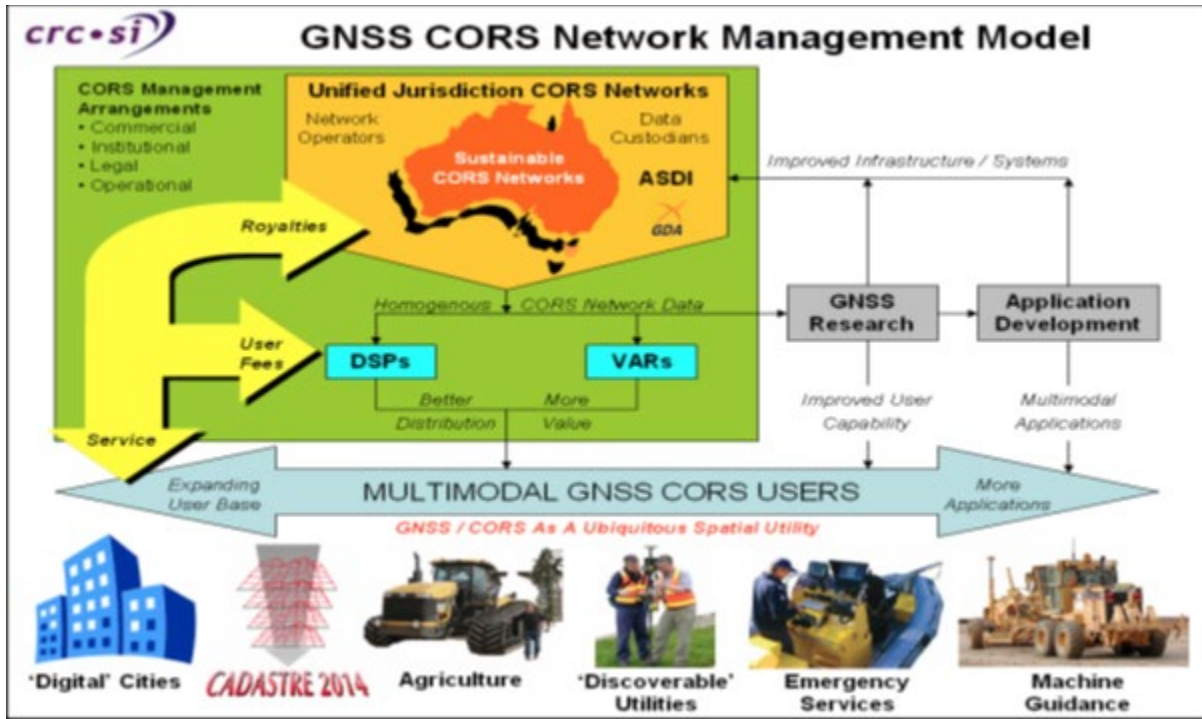 crc•si
GNSS CORS Network Management Model
CORS Management
Arrangements
• Commercial
• Institutional
• Legal
• Operational
Unified Jurisdiction CORS Networks
Network
Operators
Data
Custodians
Sustainable
CORS Networks
ASDI
GDA
Improved Infrastructure / Systems
Royalties
Homogenous
CORS Network Data
GNSS
Research
Application
Development
User
Fees
DSPs
VARs
Better
Distribution
More
Value
Improved User
Capability
Multimodal
Applications
Service
Expanding
User Base
MULTIMODAL GNSS CORS USERS
More
Applications
GNSS / CORS As A Ubiquitous Spatial Utility
'Digital' Cities
CADASTRE 2014
Agriculture
'Discoverable'
Utilities
Emergency
Services
Machine
Guidance